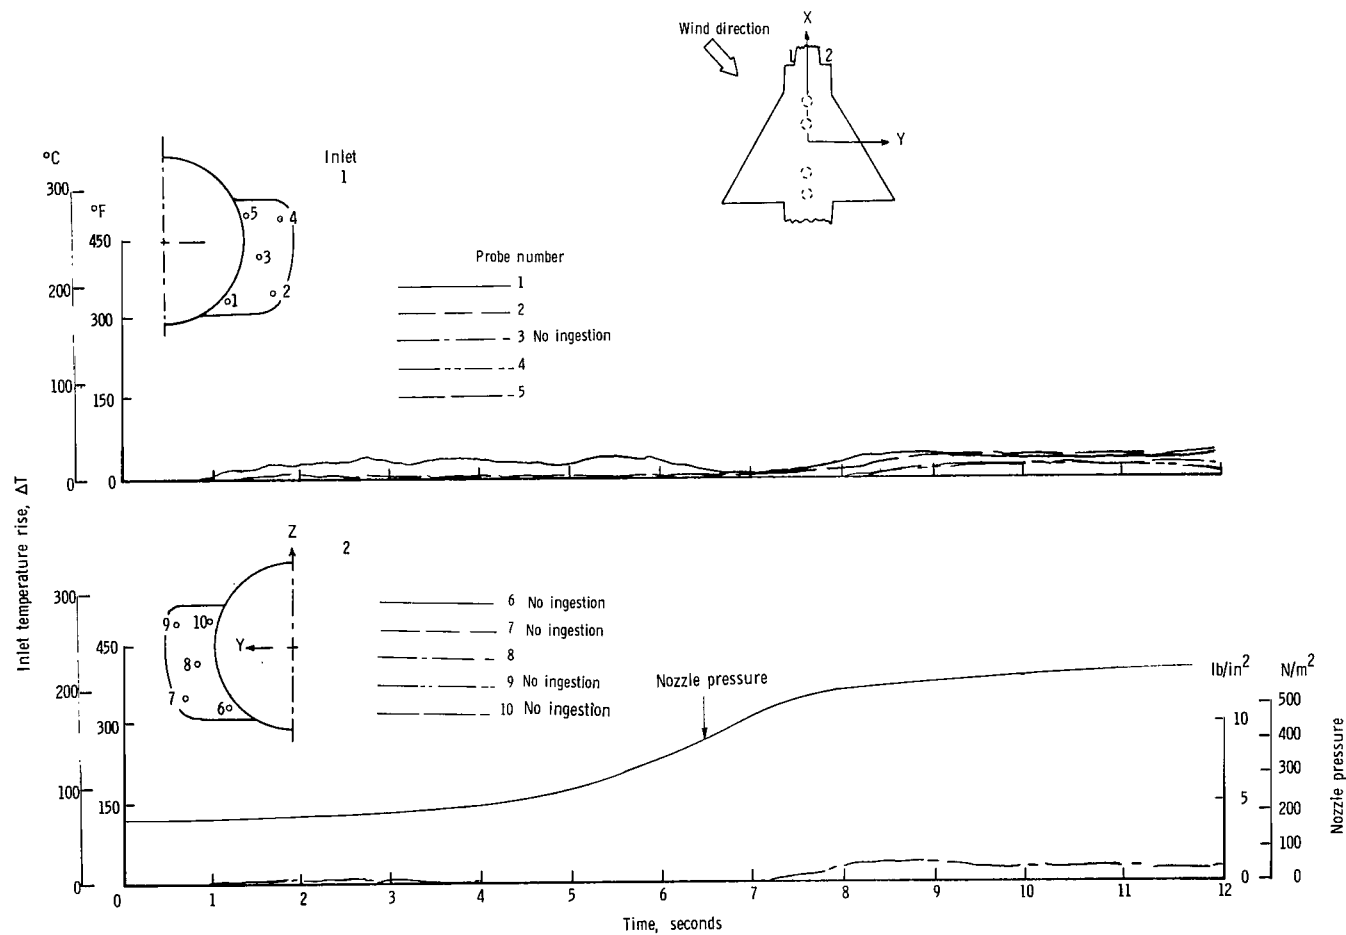 X
Wind direction
1
2
Y
°C
Inlet
1
300
°F
5
4
450
3
Probe number
200
2
1
1
2
300
3 No ingestion
4
100
150
5
0
0
Inlet temperature rise, ΔT
Z
2
300
6 No ingestion
9
10
7 No ingestion
450
Y
8
8
lb/in2
N/m2
9 No ingestion
Nozzle pressure
200
7
6
10 No ingestion
500
300
10
400
300
100
150
5
200
100
0
0
0
Nozzle pressure
0
1
2
3
4
5
6
7
8
9
10
11
12
Time, seconds